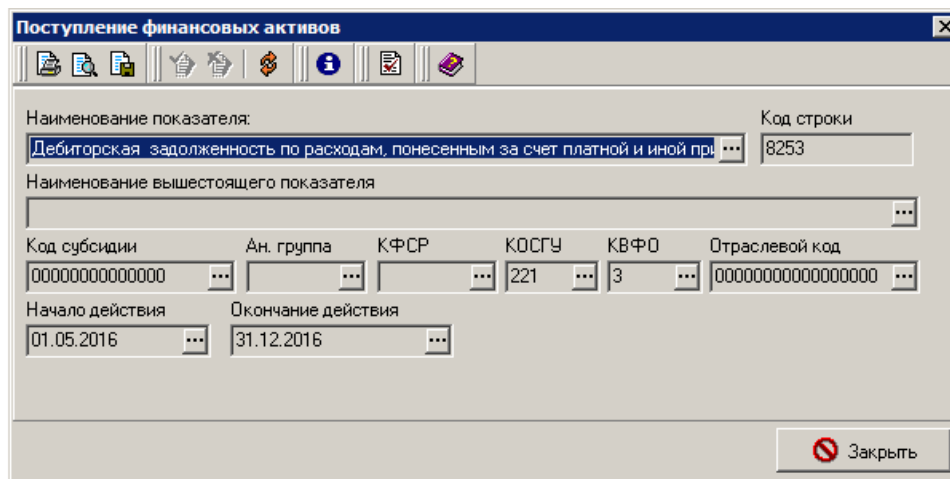 Поступление финансовых активов
Наименование показателя: Код строки
Дебиторская задолженность по расходам, понесенным за счет платной и иной ... 8253
Наименование вышестоящего показателя
...
Код субсидии Ан. группа КФСР КОСГУ КВФО Отраслевой код
00000000000000 ... ... ... 221 ... 3 ... 00000000000000000 ...
Начало действия Окончание действия
01.05.2016 ... 31.12.2016 ...
Закрыть